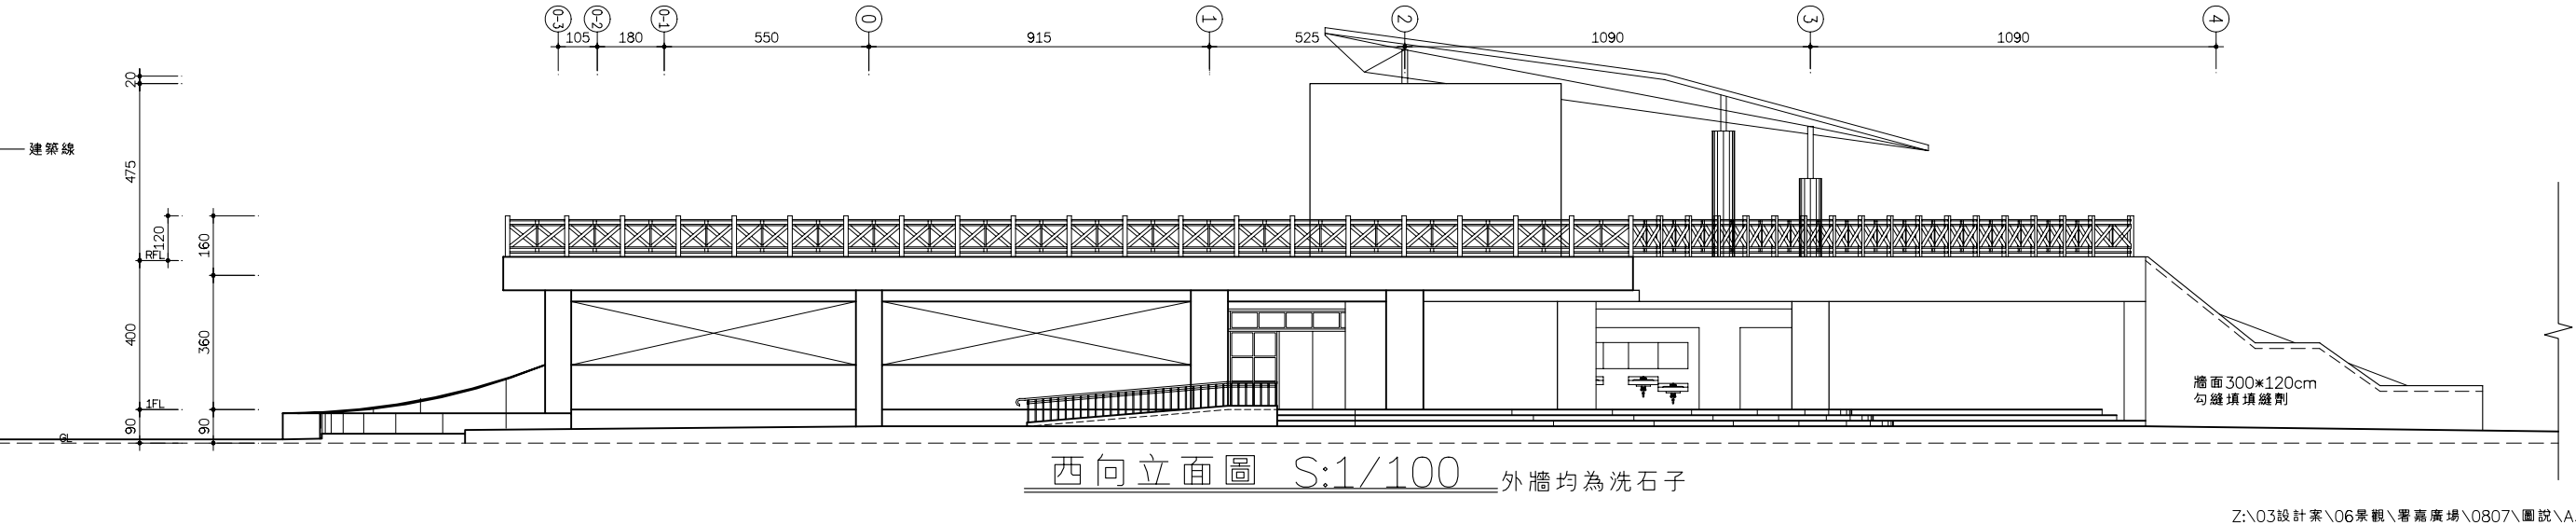 0-3 0-2 0-1 0 1 2 3 4
105 180 550 915 525 1090 1090
20
475
400
90
120
160
360
90
建築線
RFL
1FL
GL
牆面300*120cm
勾縫填填縫劑
西向立面圖 S:1/100 外牆均為洗石子
Z:\03設計案\06景觀\署嘉廣場\0807\圖說\A